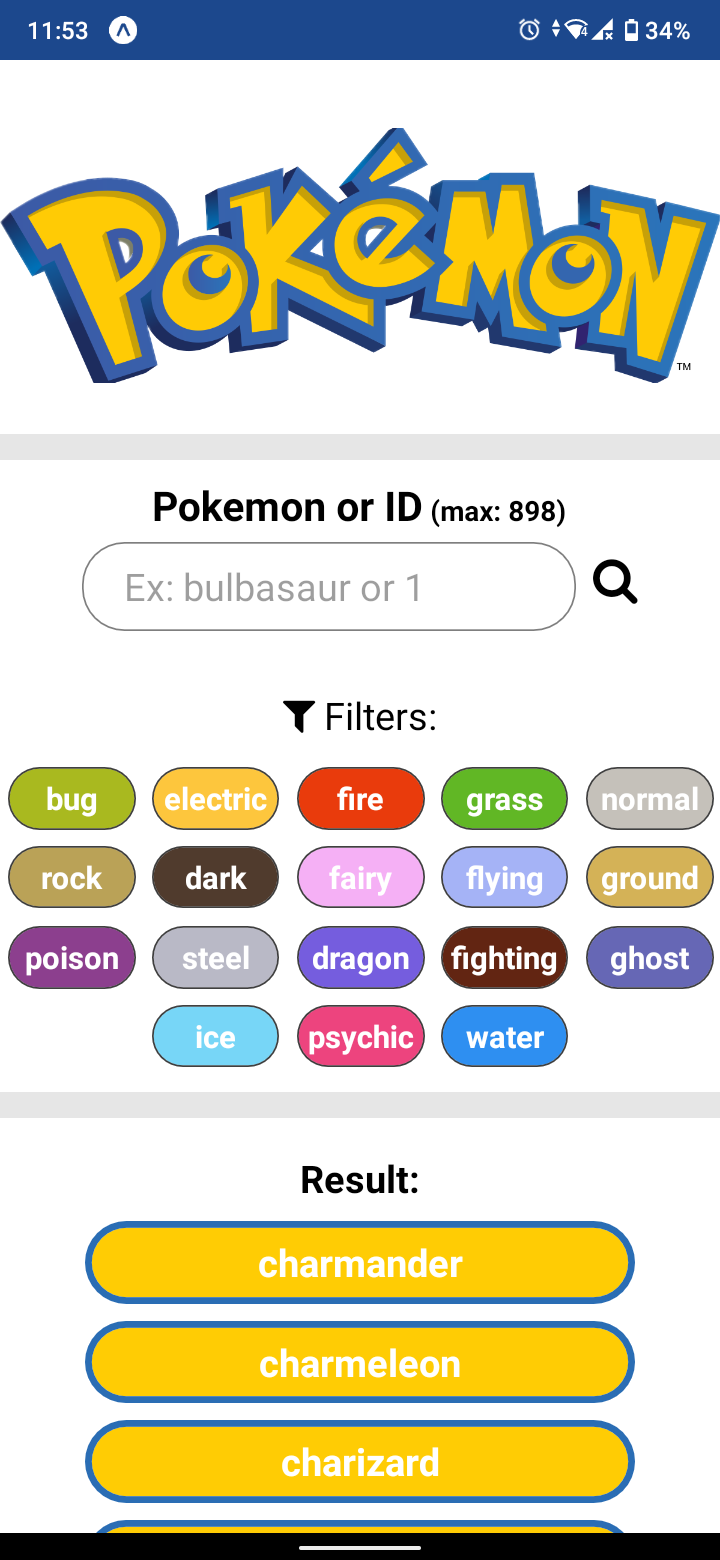 11:53 34%
POKéMON
TM
Pokemon or ID (max: 898)
Ex: bulbasaur or 1
Filters:
bug electric fire grass normal
rock dark fairy flying ground
poison steel dragon fighting ghost
ice psychic water
Result:
charmander
charmeleon
charizard